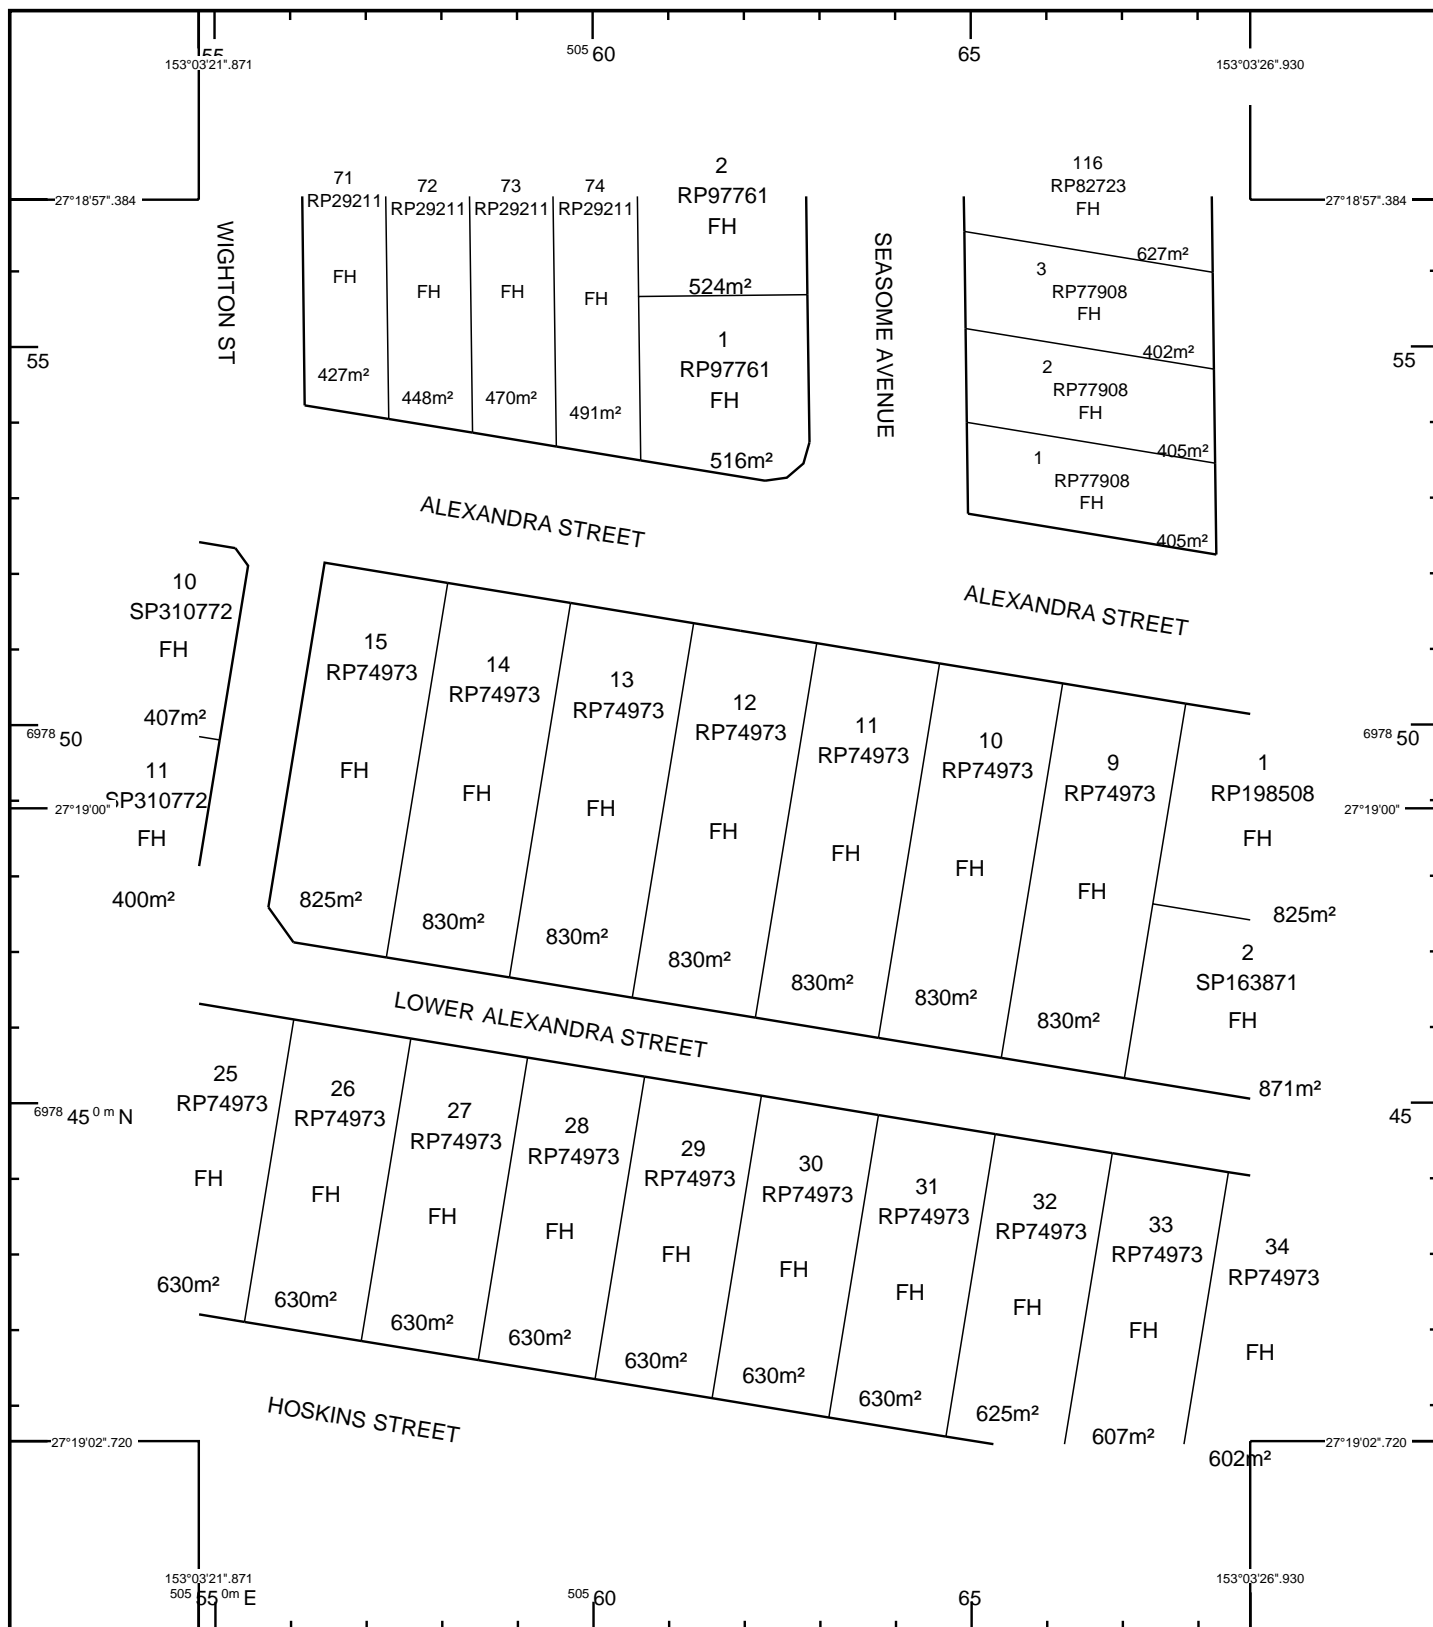 55
505 60
65
153°03'21".871
153°03'26".930
27°18'57".384
27°18'57".384
71
RP29211
FH
427m²
72
RP29211
FH
448m²
73
RP29211
FH
470m²
74
RP29211
FH
491m²
2
RP97761
FH
524m²
1
RP97761
FH
516m²
116
RP82723
FH
627m²
3
RP77908
FH
402m²
2
RP77908
FH
405m²
1
RP77908
FH
405m²
WIGHTON ST
SEASOME AVENUE
55
55
ALEXANDRA STREET
ALEXANDRA STREET
10
SP310772
FH
407m²
11
SP310772
FH
400m²
6978 50
6978 50
27°19'00"
27°19'00"
15
RP74973
FH
825m²
14
RP74973
FH
830m²
13
RP74973
FH
830m²
12
RP74973
FH
830m²
11
RP74973
FH
830m²
10
RP74973
FH
830m²
9
RP74973
FH
830m²
1
RP198508
FH
825m²
2
SP163871
FH
871m²
LOWER ALEXANDRA STREET
6978 45 0 m N
45
25
RP74973
FH
630m²
26
RP74973
FH
630m²
27
RP74973
FH
630m²
28
RP74973
FH
630m²
29
RP74973
FH
630m²
30
RP74973
FH
630m²
31
RP74973
FH
630m²
32
RP74973
FH
625m²
33
RP74973
FH
607m²
34
RP74973
FH
602m²
HOSKINS STREET
27°19'02".720
27°19'02".720
153°03'21".871
153°03'26".930
505 55 0m E
505 60
65